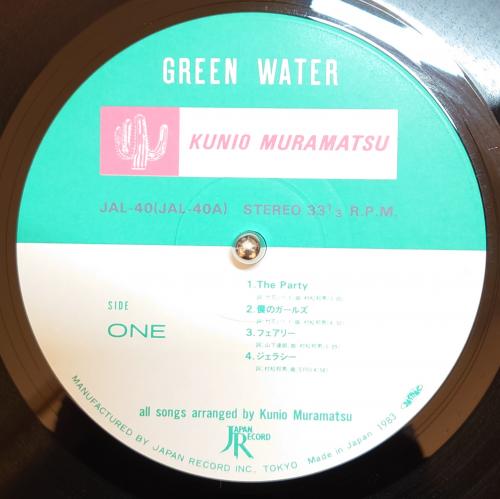 GREEN WATER
KUNIO MURAMATSU
JAL-40(JAL-40A) STEREO 33 1/3 R.P.M.
1.The Party
2.僕のガールズ
SIDE
ONE
3.フェアリー
4.ジェラシー
all songs arranged by Kunio Muramatsu
JAPAN
RECORD
MANUFACTURED BY JAPAN RECORD INC., TOKYO Made in Japan 1983